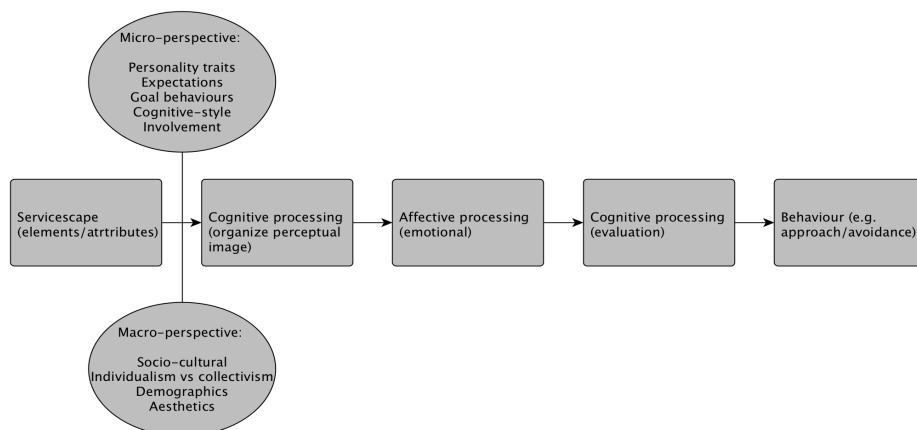 Micro-perspective:
Personality traits
Expectations
Goal behaviours
Cognitive-style
Involvement
Servicescape
(elements/atrtributes)
Cognitive processing
(organize perceptual
image)
Affective processing
(emotional)
Cognitive processing
(evaluation)
Behaviour (e.g.
approach/avoidance)
Macro-perspective:
Socio-cultural
Individualism vs collectivism
Demographics
Aesthetics